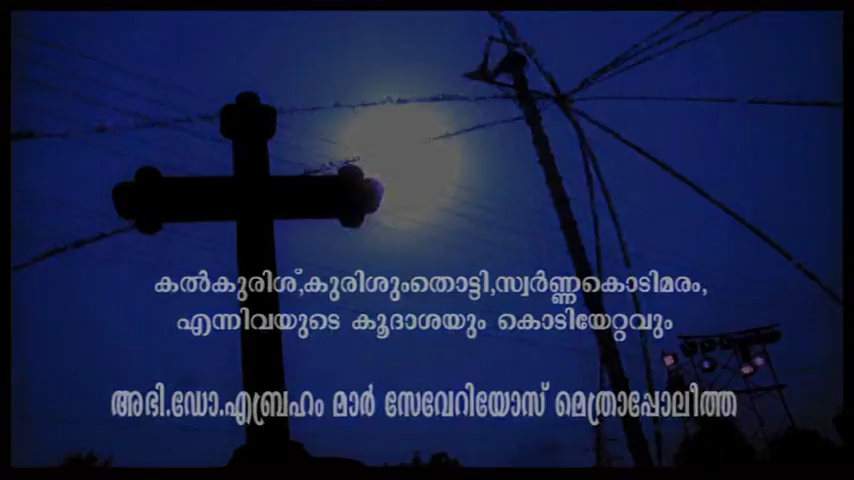 കൽകുരിശ്,കുരിശുംതൊട്ടി,സ്വർണ്ണകൊടിമരം,
എന്നിവയുടെ കൂദാശയും കൊടിയേറ്റവും
അഭി.ഡോ.എബ്രഹം മാർ സേവേറിയോസ് മെത്രാപ്പോലീത്ത